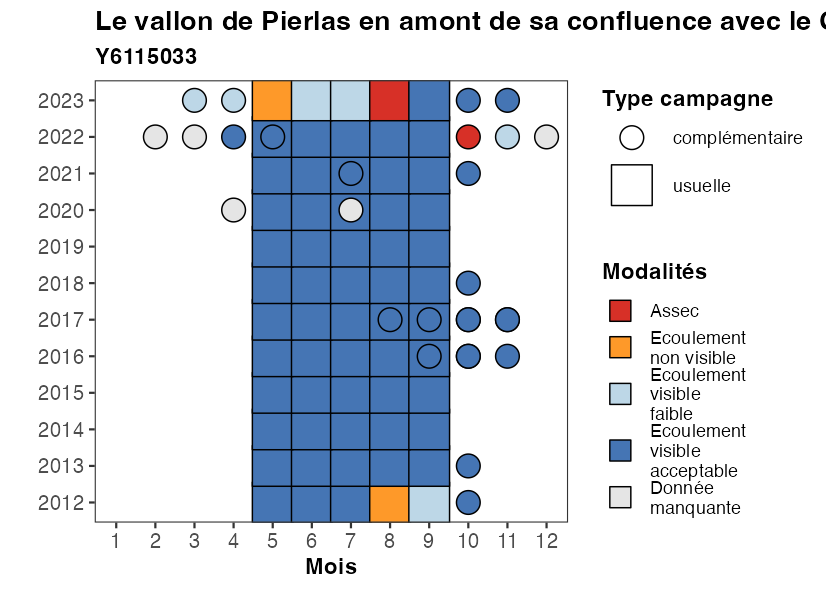 Le vallon de Pierlas en amont de sa confluence avec le
Y6115033
2023
2022
2021
2020
2019
2018
2017
2016
2015
2014
2013
2012
1 2 3 4 5 6 7 8 9 10 11 12
Mois
Type campagne
complémentaire
usuelle
Modalités
Assec
Ecoulement
non visible
Ecoulement
visible
faible
Ecoulement
visible
acceptable
Donnée
manquante